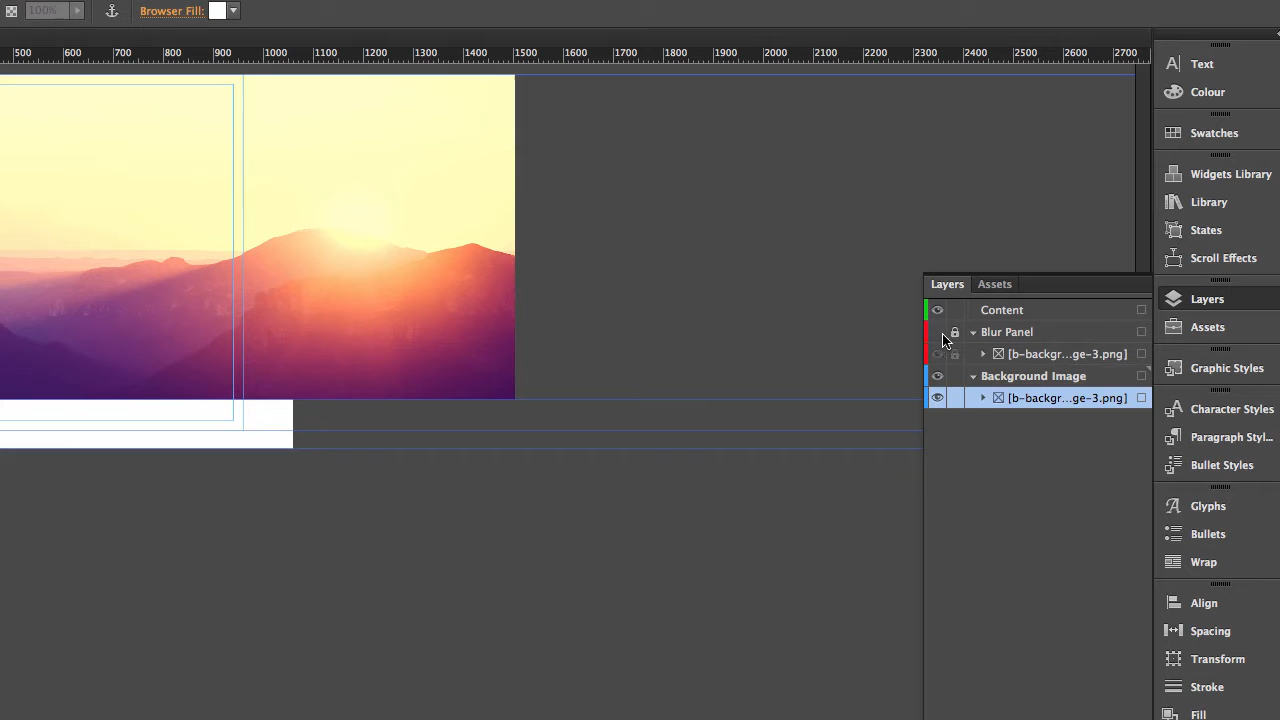 100%
Browser Fill:
500 600 700 800 900 1000 1100 1200 1300 1400 1500 1600 1700 1800 1900 2000 2100 2200 2300 2400 2500 2600 2700
Text
Colour
Swatches
Widgets Library
Library
States
Scroll Effects
Layers Assets
Content
Blur Panel
[b-backgr...ge-3.png]
Background Image
[b-backgr...ge-3.png]
Layers
Assets
Graphic Styles
Character Styles
Paragraph Styl...
Bullet Styles
Glyphs
Bullets
Wrap
Align
Spacing
Transform
Stroke
Fill